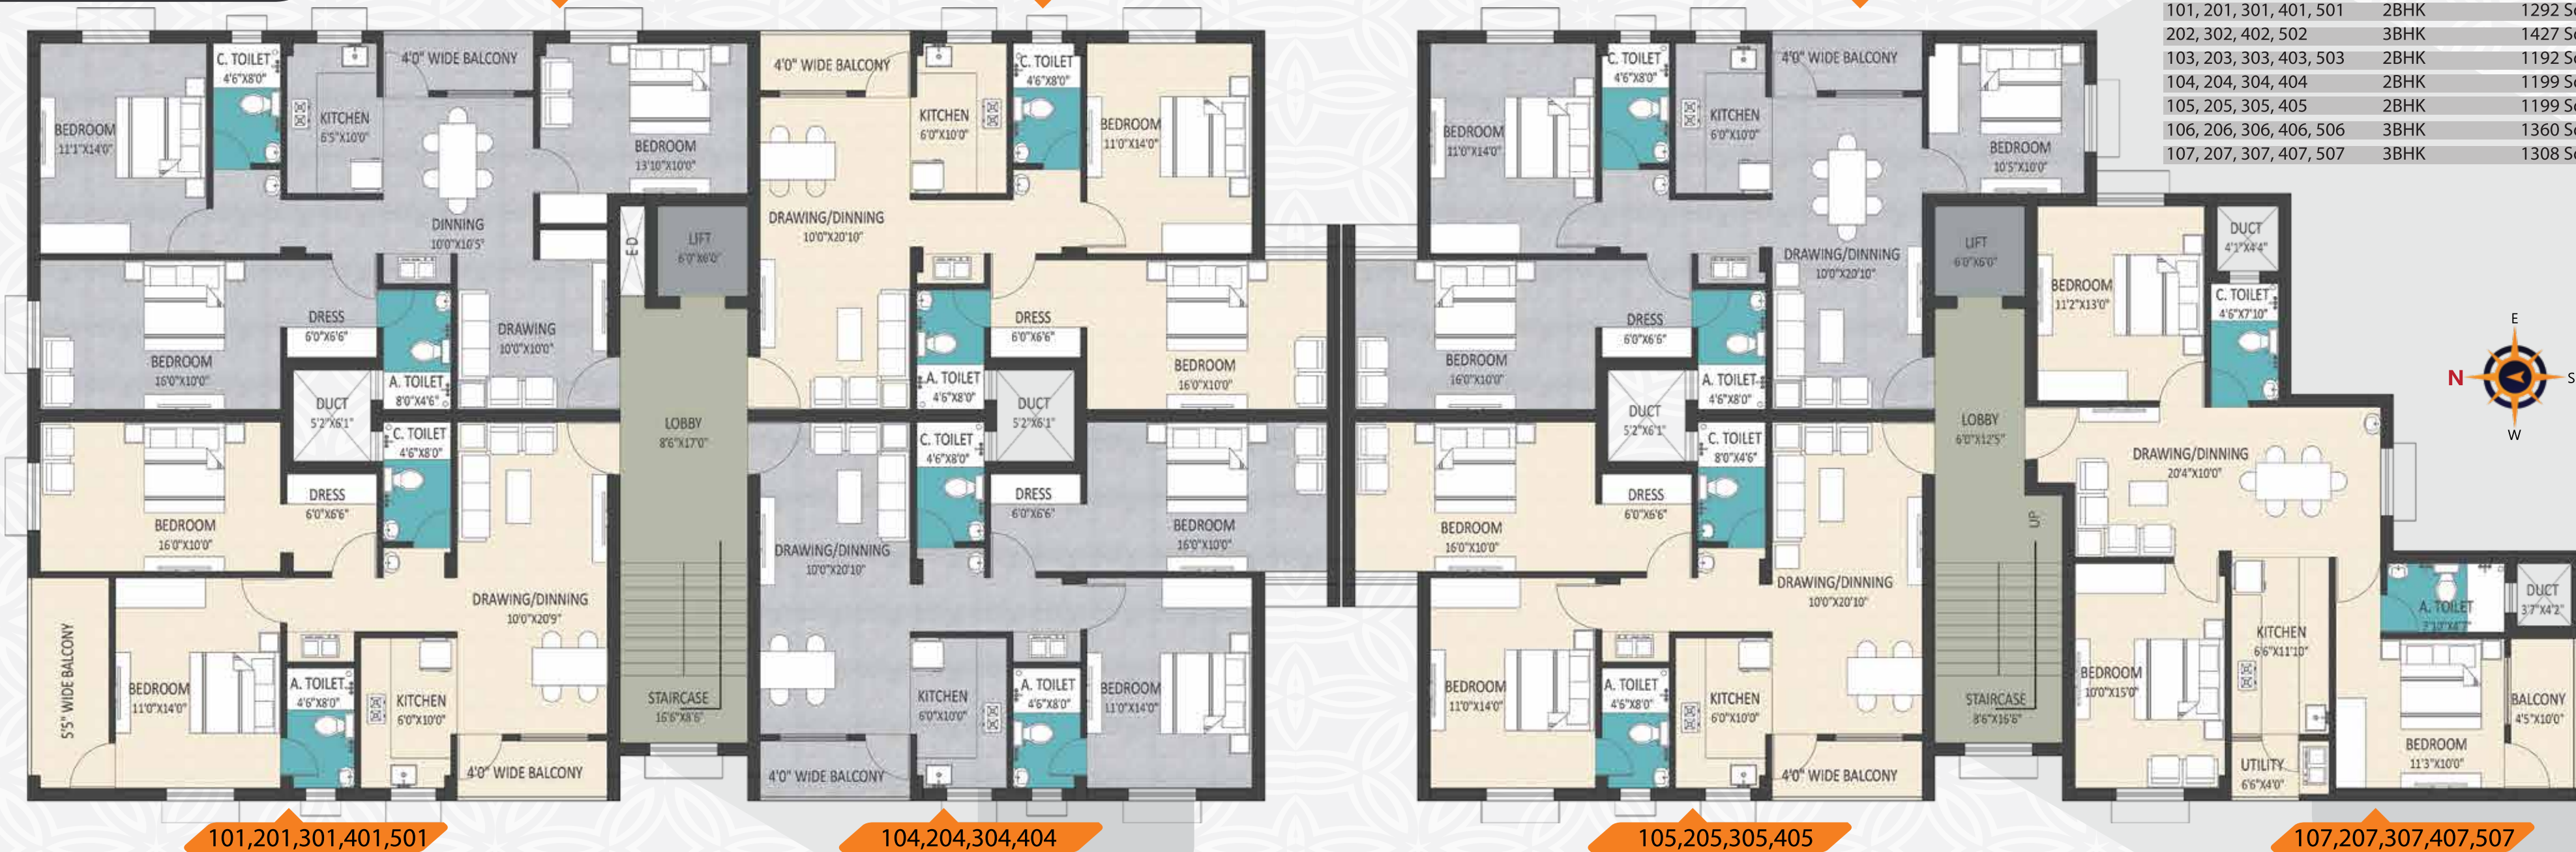 101, 201, 301, 401, 501 2BHK 1292 S
202, 302, 402, 502 3BHK 1427 S
103, 203, 303, 403, 503 2BHK 1192 S
104, 204, 304, 404 2BHK 1199 S
105, 205, 305, 405 2BHK 1199 S
106, 206, 306, 406, 506 3BHK 1360 S
107, 207, 307, 407, 507 3BHK 1308 S
BEDROOM
11'1"X14'0"
C. TOILET
4'6"X8'0"
KITCHEN
6'5"X10'0"
4'0" WIDE BALCONY
DINNING
10'0"X10'5"
BEDROOM
13'10"X10'0"
BEDROOM
16'0"X10'0"
DRESS
6'0"X6'6"
A. TOILET
8'0"X4'6"
DRAWING
10'0"X10'0"
DUCT
5'2"X6'1"
E.D
LIFT
6'0"X6'0"
LOBBY
8'6"X17'0"
STAIRCASE
16'6"X8'6"
4'0" WIDE BALCONY
KITCHEN
6'0"X10'0"
C. TOILET
4'6"X8'0"
BEDROOM
11'0"X14'0"
DRAWING/DINNING
10'0"X20'10"
DRESS
6'0"X6'6"
A. TOILET
4'6"X8'0"
BEDROOM
16'0"X10'0"
DUCT
5'2"X6'1"
BEDROOM
16'0"X10'0"
DRESS
6'0"X6'6"
C. TOILET
4'6"X8'0"
5'5" WIDE BALCONY
BEDROOM
11'0"X14'0"
A. TOILET
4'6"X8'0"
KITCHEN
6'0"X10'0"
DRAWING/DINNING
10'0"X20'9"
4'0" WIDE BALCONY
C. TOILET
4'6"X8'0"
DRESS
6'0"X6'6"
BEDROOM
16'0"X10'0"
DRAWING/DINNING
10'0"X20'10"
KITCHEN
6'0"X10'0"
A. TOILET
4'6"X8'0"
BEDROOM
11'0"X14'0"
4'0" WIDE BALCONY
BEDROOM
11'0"X14'0"
C. TOILET
4'6"X8'0"
KITCHEN
6'0"X10'0"
4'0" WIDE BALCONY
BEDROOM
10'5"X10'0"
DRAWING/DINNING
10'0"X20'10"
BEDROOM
16'0"X10'0"
DRESS
6'0"X6'6"
A. TOILET
4'6"X8'0"
DUCT
5'2"X6'1"
LIFT
6'0"X6'0"
LOBBY
6'0"X12'5"
UP
STAIRCASE
8'6"X16'6"
BEDROOM
16'0"X10'0"
DRESS
6'0"X6'6"
C. TOILET
8'0"X4'6"
DRAWING/DINNING
10'0"X20'10"
BEDROOM
11'0"X14'0"
A. TOILET
4'6"X8'0"
KITCHEN
6'0"X10'0"
4'0" WIDE BALCONY
BEDROOM
11'2"X13'0"
DUCT
4'1"X4'4"
C. TOILET
4'6"X7'10"
DRAWING/DINNING
20'4"X10'0"
BEDROOM
10'0"X15'0"
KITCHEN
6'6"X11'10"
UTILITY
6'6"X4'0"
A. TOILET
DUCT
3'7"X4'2"
BEDROOM
11'3"X10'0"
BALCONY
4'5"X10'0"
E
N
S
W
101,201,301,401,501
104,204,304,404
105,205,305,405
107,207,307,407,507